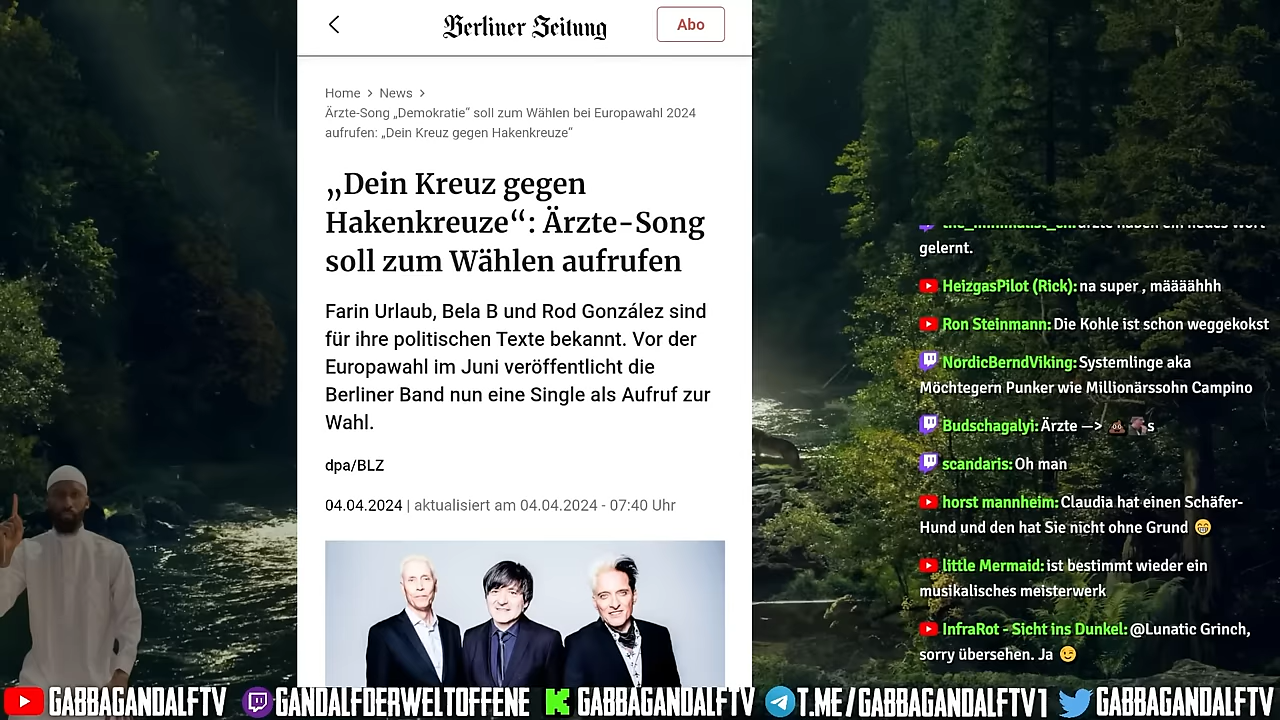 Berliner Zeitung
Abo
Home > News >
Ärzte-Song „Demokratie“ soll zum Wählen bei Europawahl 2024
aufrufen: „Dein Kreuz gegen Hakenkreuze“
„Dein Kreuz gegen
Hakenkreuze“: Ärzte-Song
soll zum Wählen aufrufen
Farin Urlaub, Bela B und Rod González sind
für ihre politischen Texte bekannt. Vor der
Europawahl im Juni veröffentlicht die
Berliner Band nun eine Single als Aufruf zur
Wahl.
dpa/BLZ
04.04.2024 | aktualisiert am 04.04.2024 - 07:40 Uhr
gelernt.
HeizgasPilot (Rick): na super , määäähhh
Ron Steinmann: Die Kohle ist schon weggekokst
NordicBerndViking: Systemlinge aka
Möchtegern Punker wie Millionärssohn Campino
Budschagalyi: Ärzte —> 💩🧠s
scandaris: Oh man
horst mannheim: Claudia hat einen Schäfer-
Hund und den hat Sie nicht ohne Grund 😁
little Mermaid: ist bestimmt wieder ein
musikalisches meisterwerk
InfraRot - Sicht ins Dunkel: @Lunatic Grinch,
sorry übersehen. Ja 😉
GABBAGANDALFTV GANDALFDERWELTOFFENE GABBAGANDALFTV T.ME/GABBAGANDALFTV1 GABBAGANDALFTV